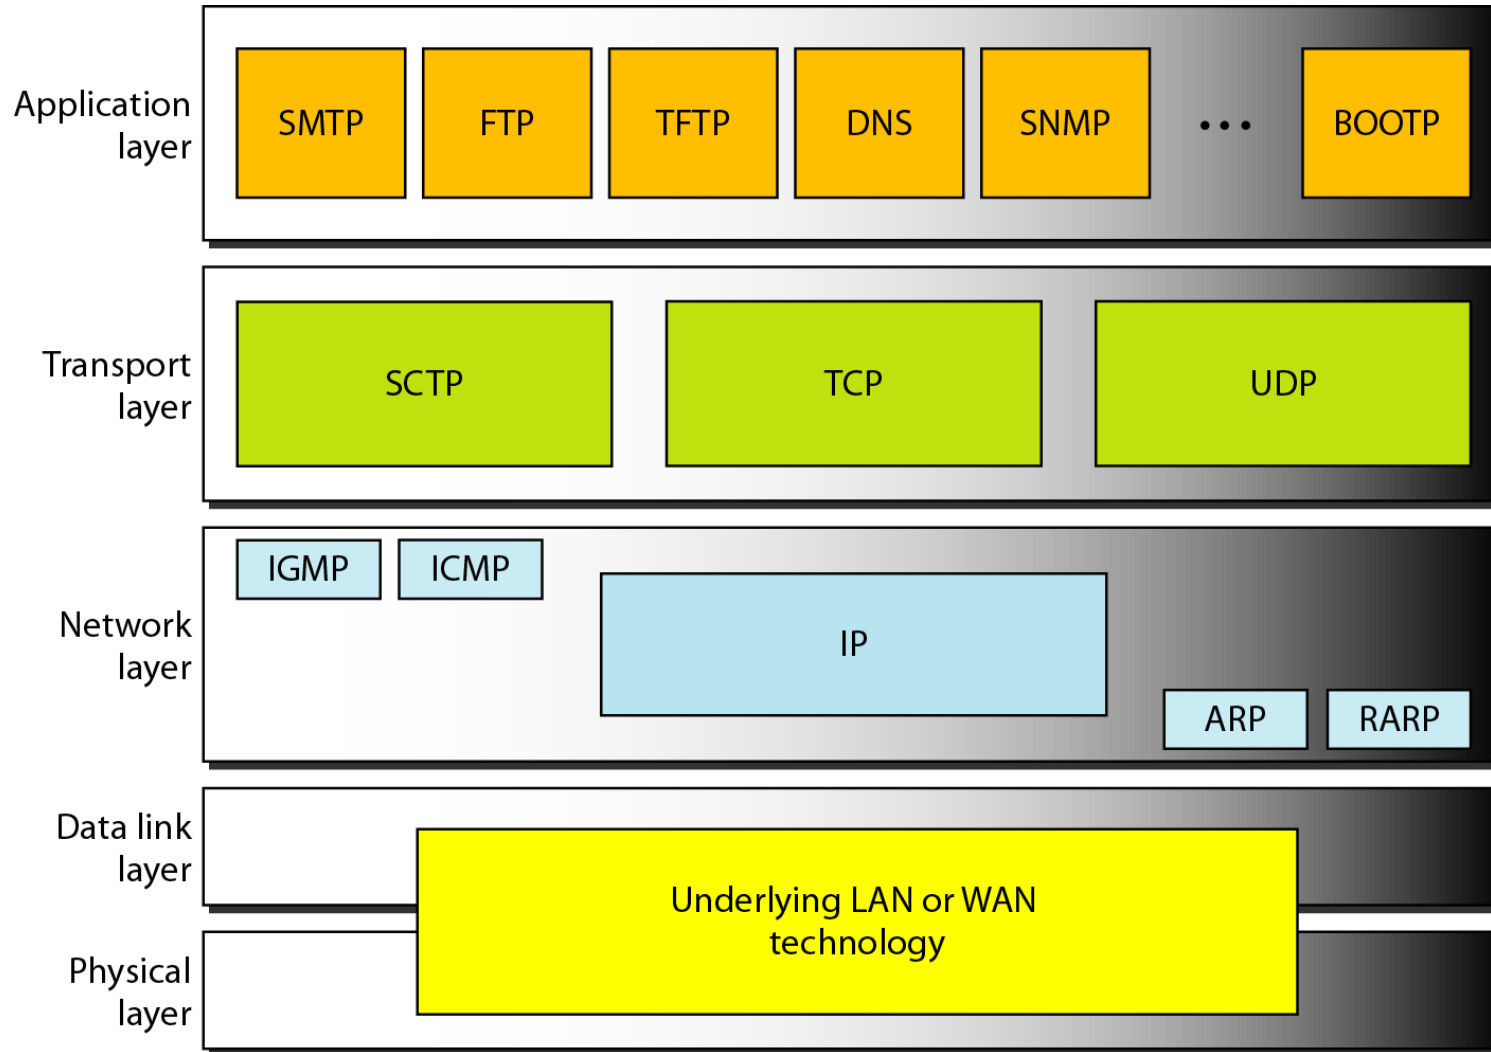 Application
layer
SMTP
FTP
TFTP
DNS
SNMP
...
BOOTP
Transport
layer
SCTP
TCP
UDP
Network
layer
IGMP
ICMP
IP
ARP
RARP
Data link
layer
Underlying LAN or WAN
technology
Physical
layer